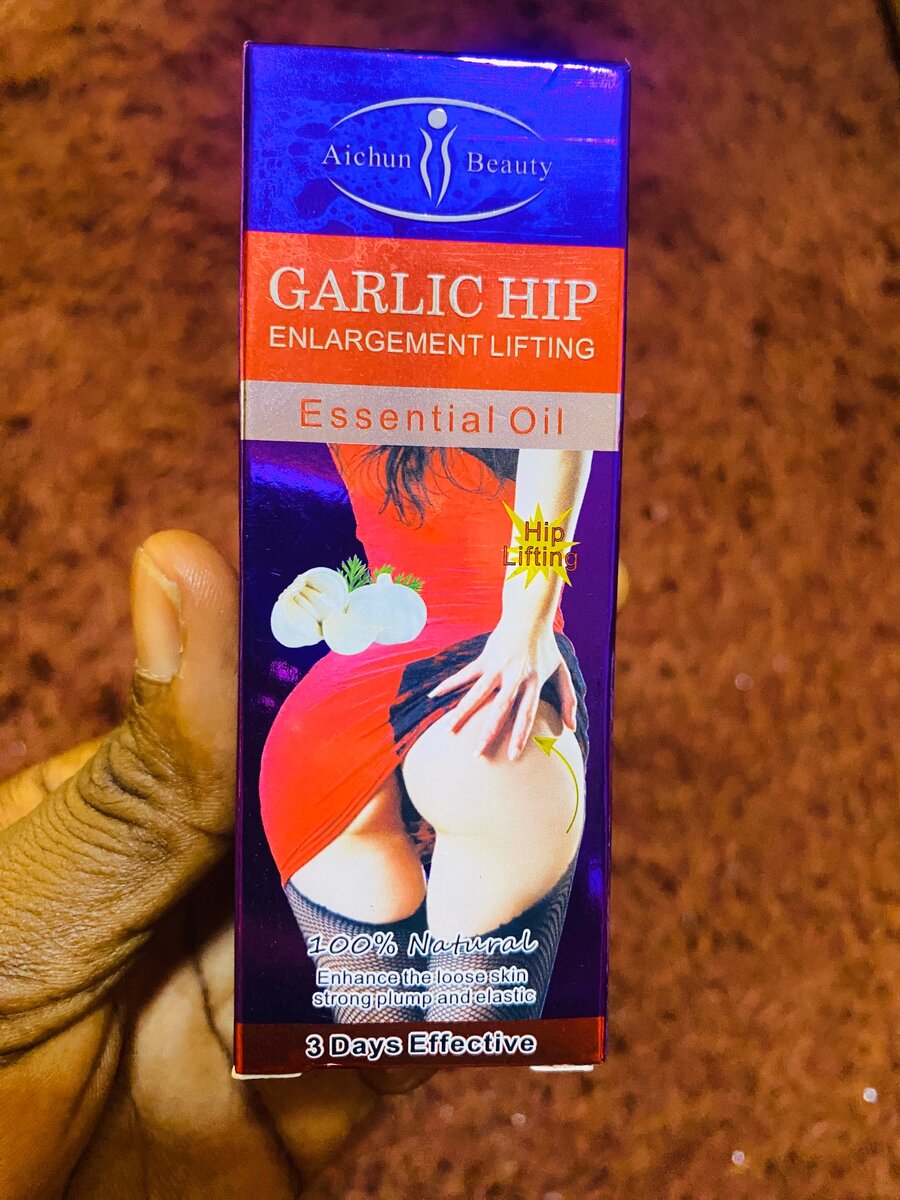 Aichun Beauty
GARLIC HIP
ENLARGEMENT LIFTING
Essential Oil
Hip
Lifting
100% Natural
Enhance the loose skin
strong plump and elastic
3 Days Effective